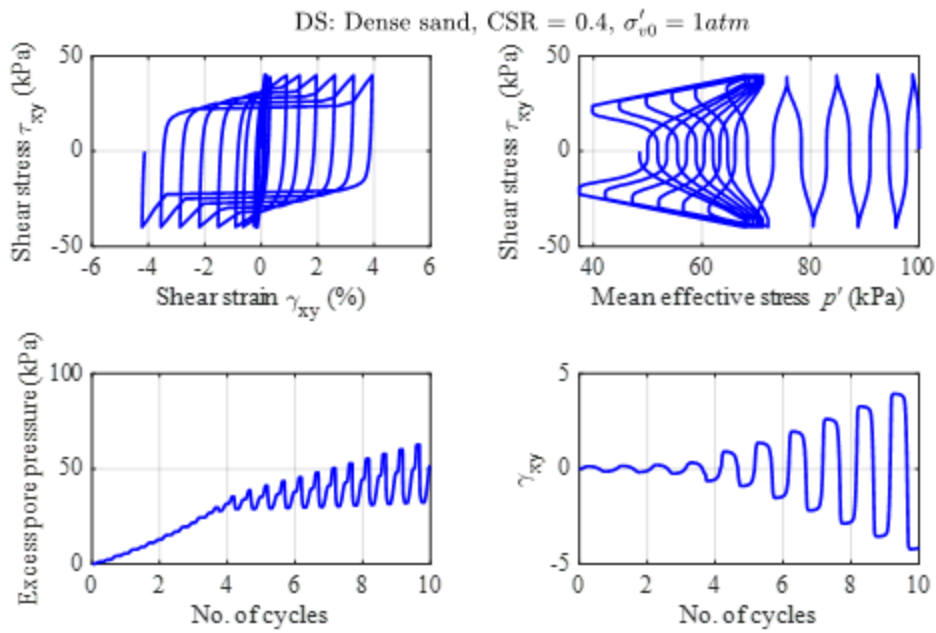 DS: Dense sand, CSR = 0.4, σ′v0 = 1atm
Shear stress τxy (kPa)
50
0
-50
-6 -4 -2 0 2 4 6
Shear strain γxy (%)
Shear stress τxy (kPa)
50
0
-50
40 60 80 100
Mean effective stress p′ (kPa)
Excess pore pressure (kPa)
100
50
0
0 2 4 6 8 10
No. of cycles
γxy
5
0
-5
0 2 4 6 8 10
No. of cycles